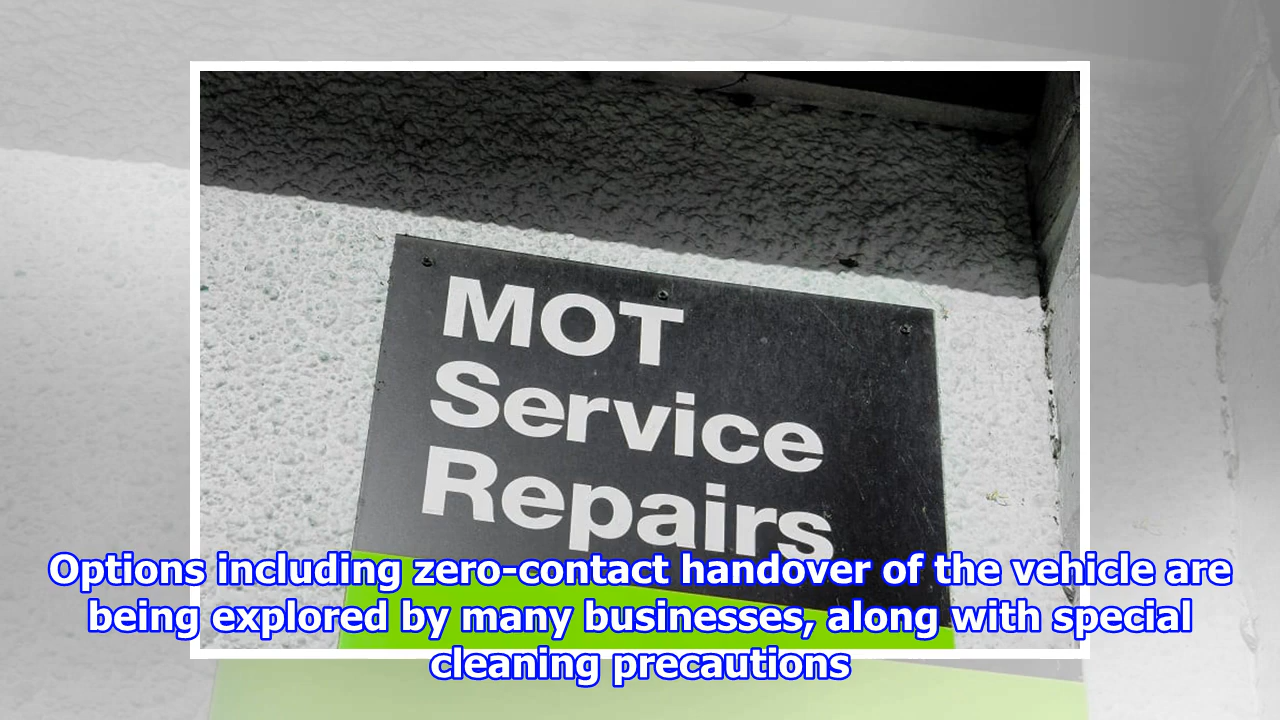 MOT
Service
Repairs
Options including zero-contact handover of the vehicle are
being explored by many businesses, along with special
cleaning precautions